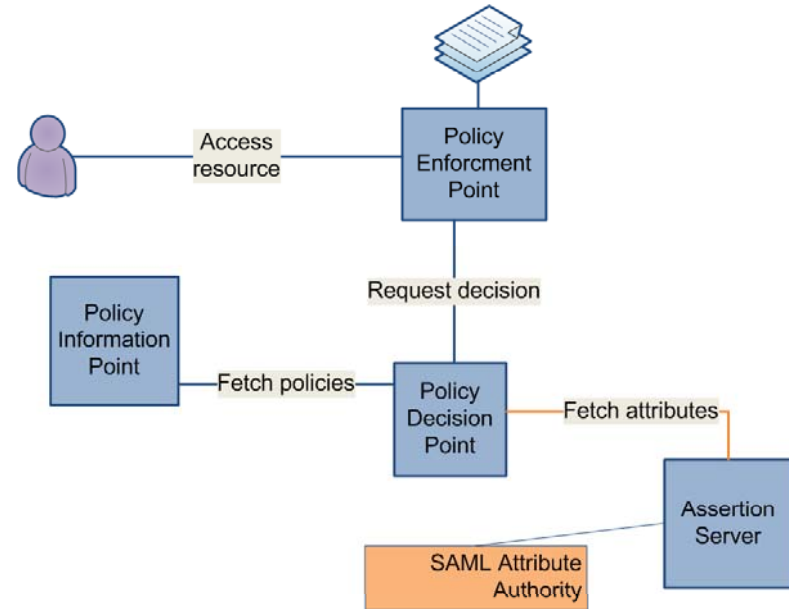 Access
resource
Policy
Enforcment
Point
Request decision
Policy
Information
Point
Fetch policies
Policy
Decision
Point
Fetch attributes
Assertion
Server
SAML Attribute
Authority